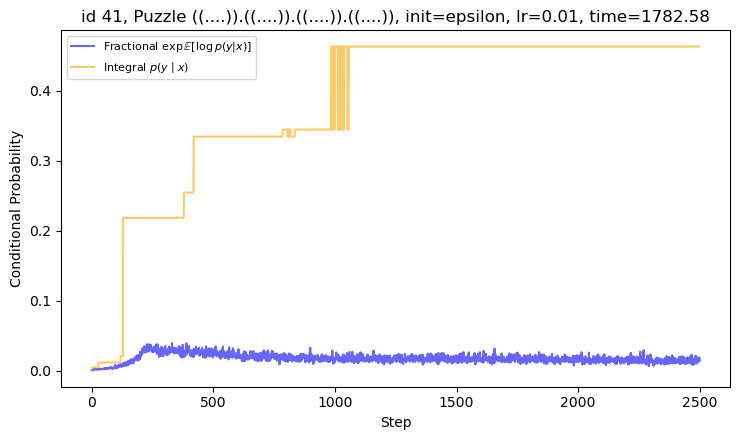 id 41, Puzzle ((....)).((....)).((....)).((....)), init=epsilon, lr=0.01, time=1782.58
Fractional exp𝔼[log p(y|x)]
Integral p(y | x)
Conditional Probability
0.4
0.3
0.2
0.1
0.0
0 500 1000 1500 2000 2500
Step